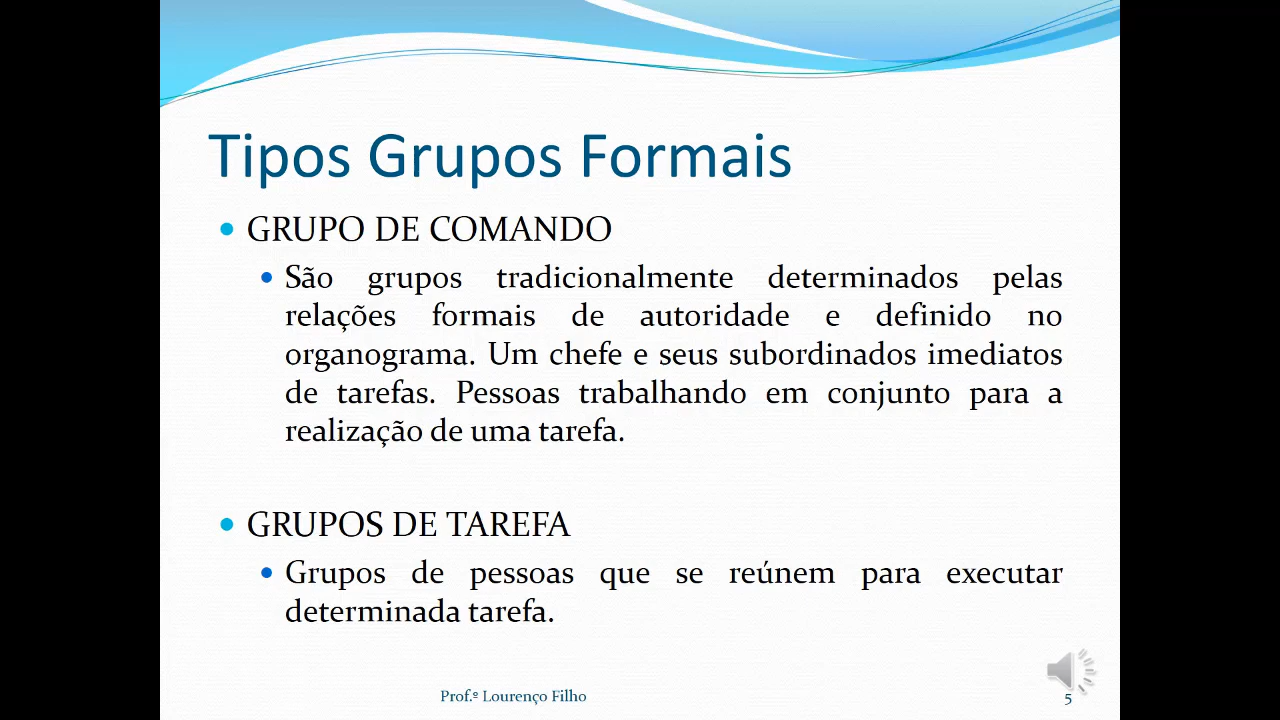 Tipos Grupos Formais
GRUPO DE COMANDO
São grupos tradicionalmente determinados pelas
relações formais de autoridade e definido no
organograma. Um chefe e seus subordinados imediatos
de tarefas. Pessoas trabalhando em conjunto para a
realização de uma tarefa.
GRUPOS DE TAREFA
Grupos de pessoas que se reúnem para executar
determinada tarefa.
Prof.º Lourenço Filho
5